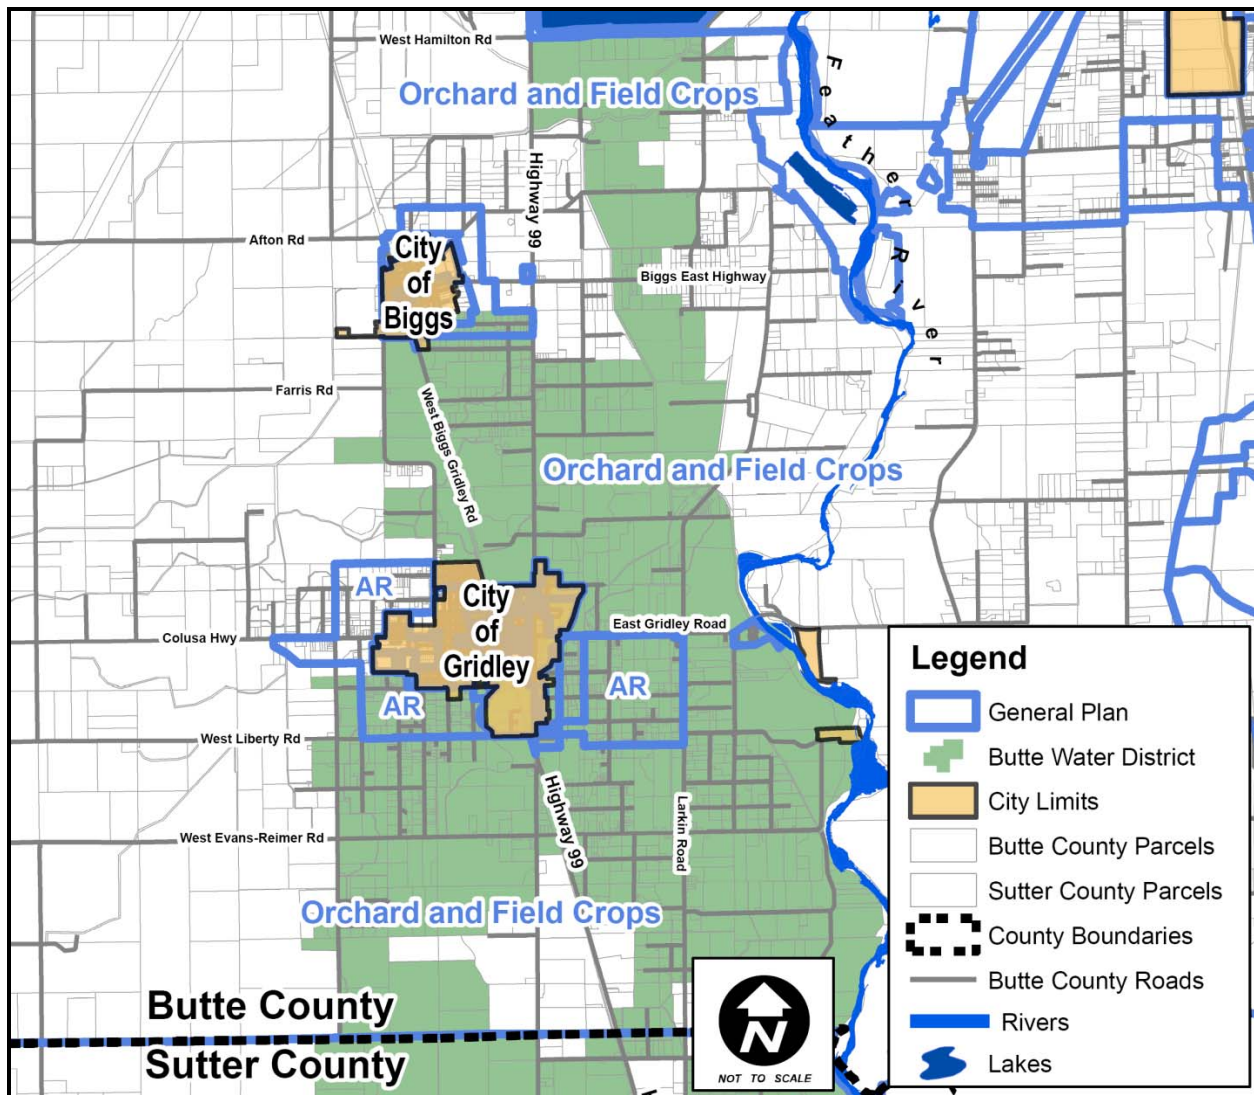 West Hamilton Rd
Orchard and Field Crops
Feather River
Highway 99
Afton Rd
City
of
Biggs
Biggs East Highway
Farris Rd
West Biggs Gridley Rd
Orchard and Field Crops
AR
City
of
Gridley
Colusa Hwy
East Gridley Road
AR
AR
West Liberty Rd
Highway 99
Larkin Road
West Evans-Reimer Rd
Orchard and Field Crops
Butte County
Sutter County
N
NOT TO SCALE
Legend
General Plan
Butte Water District
City Limits
Butte County Parcels
Sutter County Parcels
County Boundaries
Butte County Roads
Rivers
Lakes